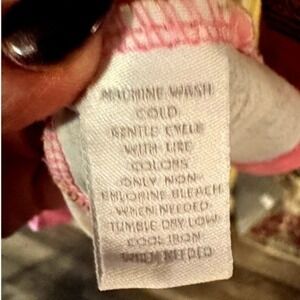 MACHINE WASH
COLD
GENTLE CYCLE
WITH LIKE
COLORS
ONLY NON-
CHLORINE BLEACH
WHEN NEEDED
TUMBLE DRY LOW
COOL IRON
WHEN NEEDED